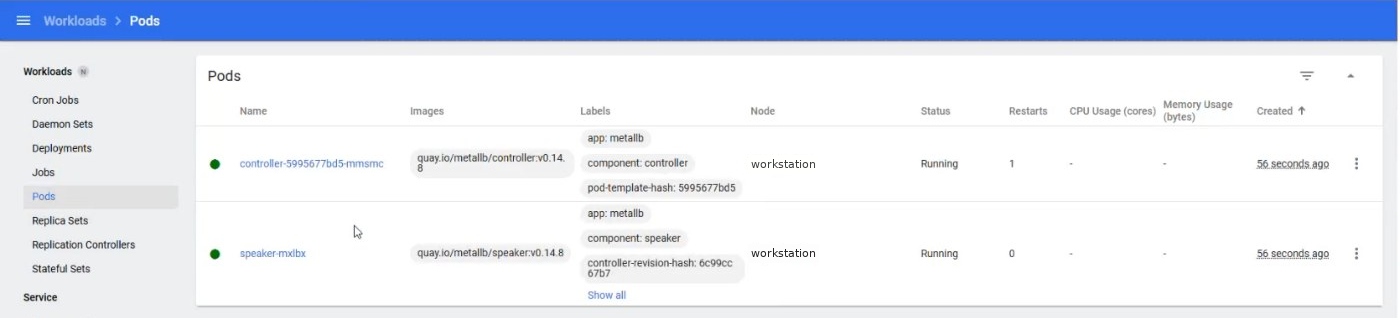 Workloads > Pods
Workloads N
Cron Jobs
Daemon Sets
Deployments
Jobs
Pods
Replica Sets
Replication Controllers
Stateful Sets
Service
Pods
Name Images Labels Node Status Restarts CPU Usage (cores) Memory Usage (bytes) Created ↑
controller-5995677bd5-mmsmc
quay.io/metallb/controller:v0.14.
8
app: metallb
component: controller
pod-template-hash: 5995677bd5
workstation Running 1 - - 56 seconds ago
speaker-mxlbx
quay.io/metallb/speaker:v0.14.8
app: metallb
component: speaker
controller-revision-hash: 6c99cc
67b7
Show all
workstation Running 0 - - 56 seconds ago